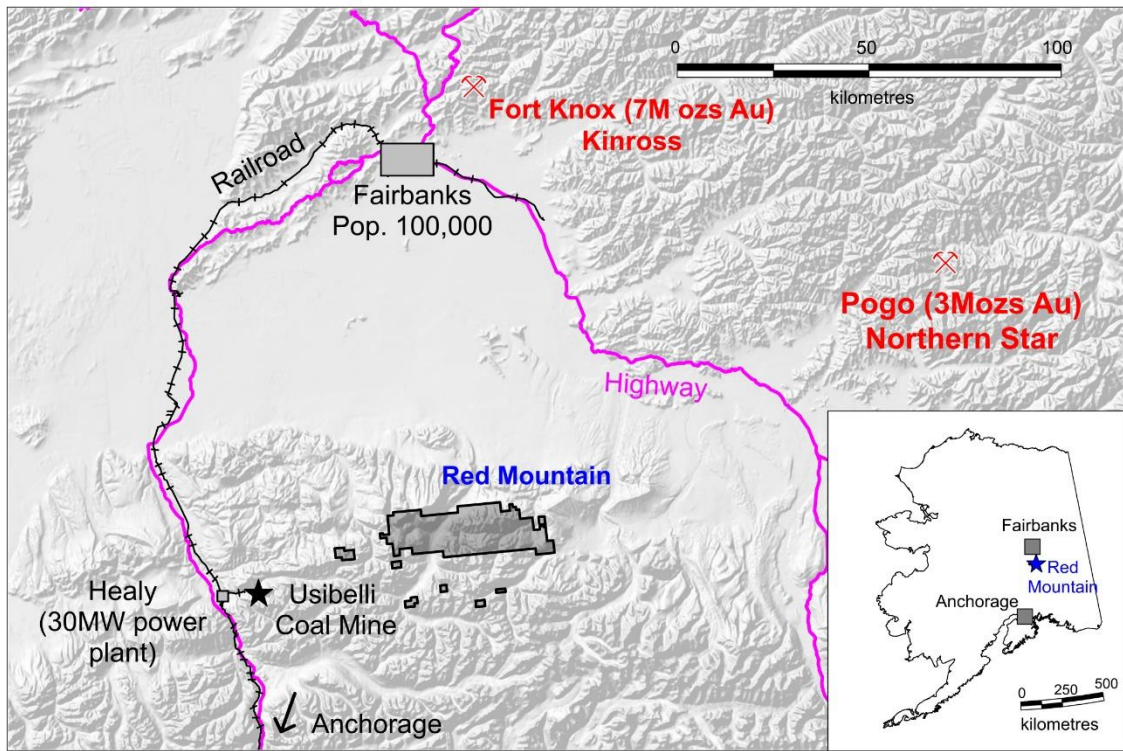 0 50 100
kilometres
Fort Knox (7M ozs Au)
Kinross
Railroad
Fairbanks
Pop. 100,000
Pogo (3Mozs Au)
Northern Star
Highway
Red Mountain
Healy
(30MW power
plant)
Usibelli
Coal Mine
Anchorage
Fairbanks
Red
Mountain
Anchorage
0 250 500
kilometres